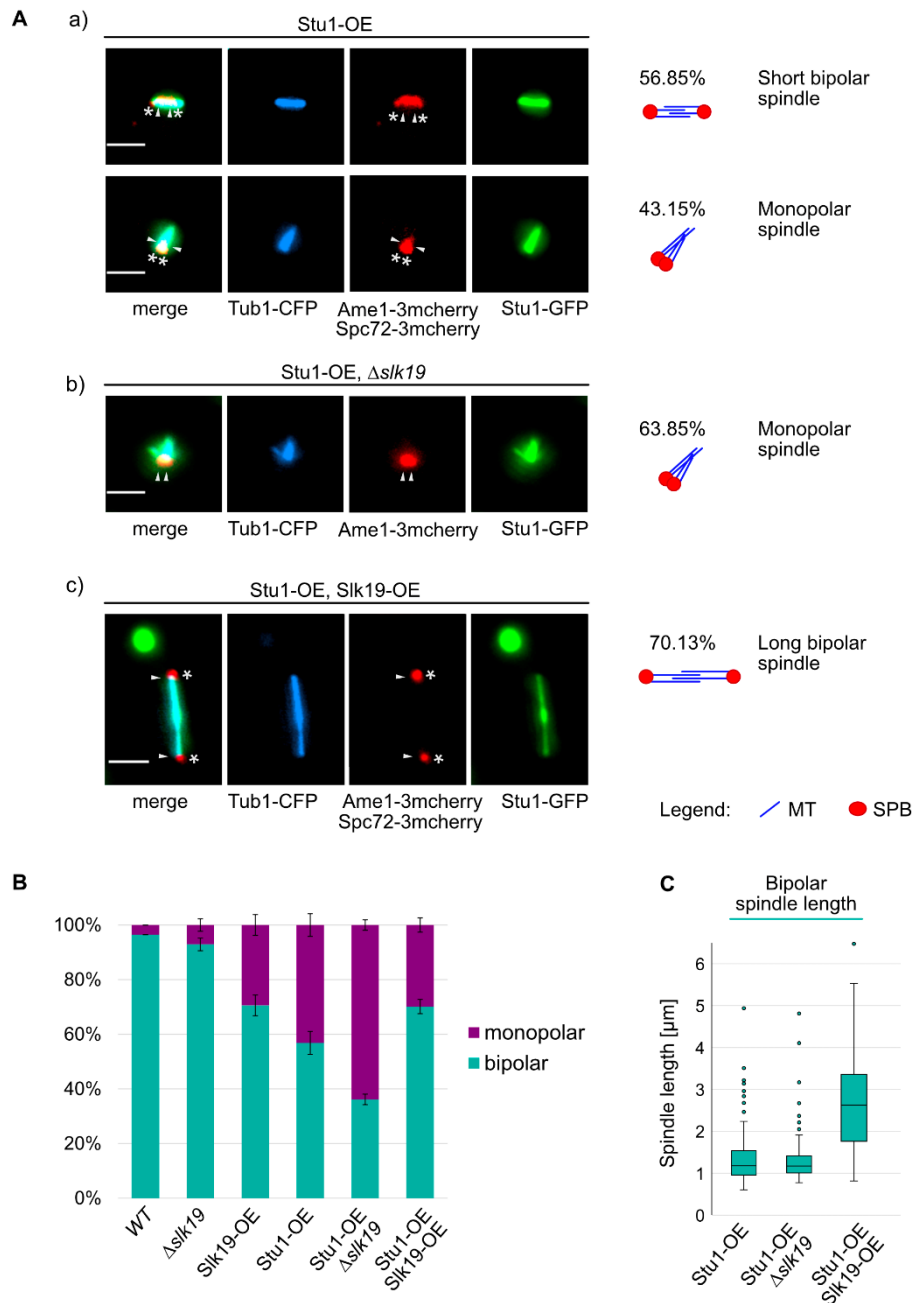 A
a)
Stu1-OE
56.85%
Short bipolar
spindle
* *
* *
43.15%
Monopolar
spindle
**
*
merge
Tub1-CFP
Ame1-3mcherry
Spc72-3mcherry
Stu1-GFP
b)
Stu1-OE, Δslk19
63.85%
Monopolar
spindle
merge
Tub1-CFP
Ame1-3mcherry
Stu1-GFP
c)
Stu1-OE, Slk19-OE
70.13%
Long bipolar
spindle
*
*
*
*
merge
Tub1-CFP
Ame1-3mcherry
Spc72-3mcherry
Stu1-GFP
Legend:
MT
SPB
B
100%
80%
60%
40%
20%
0%
WT
Δslk19
Slk19-OE
Stu1-OE
Stu1-OE
Δslk19
Stu1-OE
Slk19-OE
monopolar
bipolar
C
Bipolar
spindle length
Spindle length [µm]
6
5
4
3
2
1
0
Stu1-OE
Stu1-OE
Δslk19
Stu1-OE
Slk19-OE